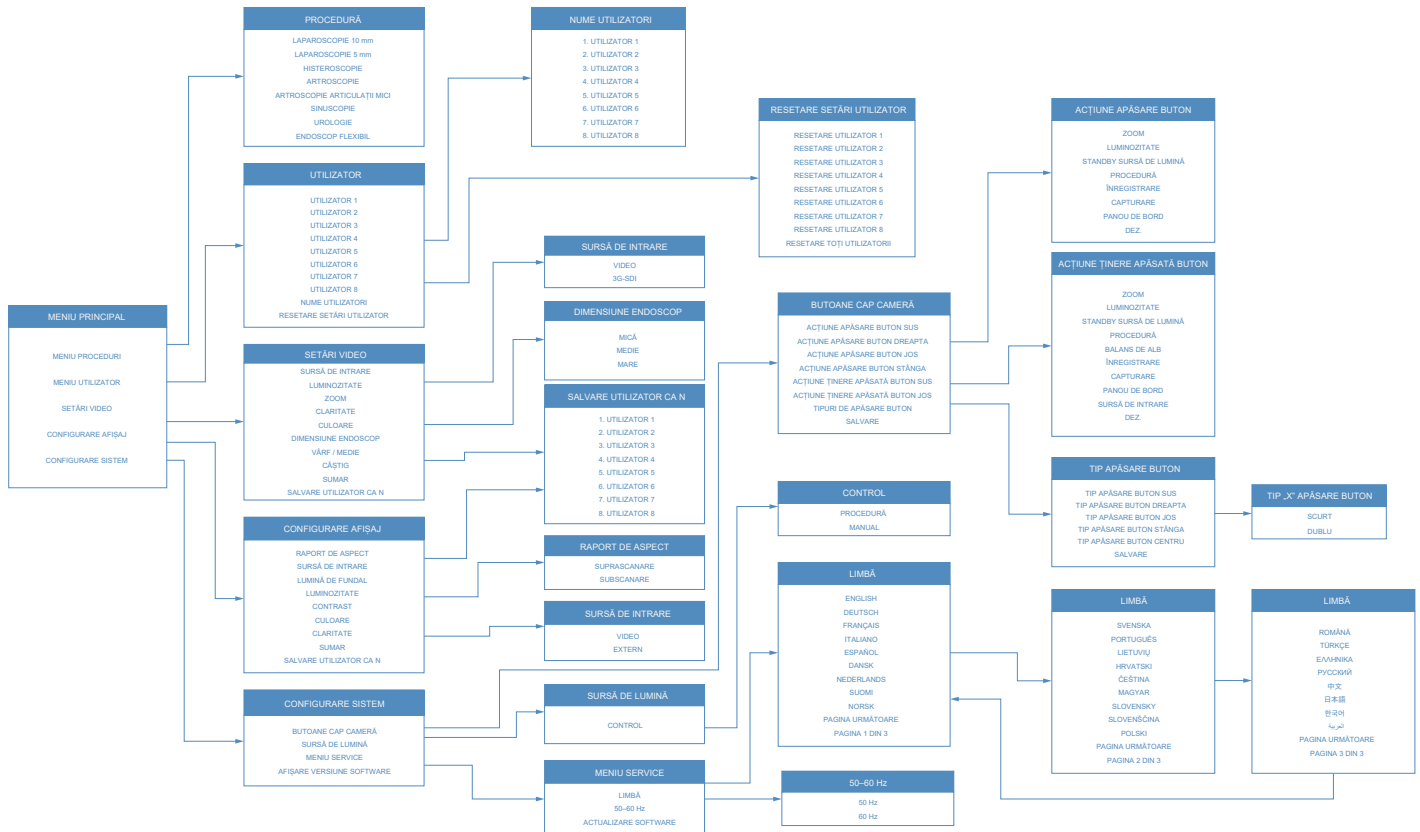 MENIU PRINCIPAL
MENIU PROCEDURI
MENIU UTILIZATOR
SETĂRI VIDEO
CONFIGURARE AFIȘAJ
CONFIGURARE SISTEM
PROCEDURĂ
LAPAROSCOPIE 10 mm
LAPAROSCOPIE 5 mm
HISTEROSCOPIE
ARTROSCOPIE
ARTROSCOPIE ARTICULAȚII MICI
SINUSCOPIE
UROLOGIE
ENDOSCOP FLEXIBIL
UTILIZATOR
UTILIZATOR 1
UTILIZATOR 2
UTILIZATOR 3
UTILIZATOR 4
UTILIZATOR 5
UTILIZATOR 6
UTILIZATOR 7
UTILIZATOR 8
NUME UTILIZATORI
RESETARE SETĂRI UTILIZATOR
SETĂRI VIDEO
SURSĂ DE INTRARE
LUMINOZITATE
ZOOM
CLARITATE
CULOARE
DIMENSIUNE ENDOSCOP
VÂRF / MEDIE
CÂȘTIG
SUMAR
SALVARE UTILIZATOR CA N
CONFIGURARE AFIȘAJ
RAPORT DE ASPECT
SURSĂ DE INTRARE
LUMINĂ DE FUNDAL
LUMINOZITATE
CONTRAST
CULOARE
CLARITATE
SUMAR
SALVARE UTILIZATOR CA N
CONFIGURARE SISTEM
BUTOANE CAP CAMERĂ
SURSĂ DE LUMINĂ
MENIU SERVICE
AFIȘARE VERSIUNE SOFTWARE
NUME UTILIZATORI
1. UTILIZATOR 1
2. UTILIZATOR 2
3. UTILIZATOR 3
4. UTILIZATOR 4
5. UTILIZATOR 5
6. UTILIZATOR 6
7. UTILIZATOR 7
8. UTILIZATOR 8
SURSĂ DE INTRARE
VIDEO
3G-SDI
DIMENSIUNE ENDOSCOP
MICĂ
MEDIE
MARE
SALVARE UTILIZATOR CA N
1. UTILIZATOR 1
2. UTILIZATOR 2
3. UTILIZATOR 3
4. UTILIZATOR 4
5. UTILIZATOR 5
6. UTILIZATOR 6
7. UTILIZATOR 7
8. UTILIZATOR 8
RAPORT DE ASPECT
SUPRASCANARE
SUBSCANARE
SURSĂ DE INTRARE
VIDEO
EXTERN
SURSĂ DE LUMINĂ
CONTROL
MENIU SERVICE
LIMBĂ
50–60 Hz
ACTUALIZARE SOFTWARE
RESETARE SETĂRI UTILIZATOR
RESETARE UTILIZATOR 1
RESETARE UTILIZATOR 2
RESETARE UTILIZATOR 3
RESETARE UTILIZATOR 4
RESETARE UTILIZATOR 5
RESETARE UTILIZATOR 6
RESETARE UTILIZATOR 7
RESETARE UTILIZATOR 8
RESETARE TOȚI UTILIZATORII
BUTOANE CAP CAMERĂ
ACȚIUNE APĂSARE BUTON SUS
ACȚIUNE APĂSARE BUTON DREAPTA
ACȚIUNE APĂSARE BUTON JOS
ACȚIUNE APĂSARE BUTON STÂNGA
ACȚIUNE ȚINERE APĂSATĂ BUTON SUS
ACȚIUNE ȚINERE APĂSATĂ BUTON JOS
TIPURI DE APĂSARE BUTON
SALVARE
CONTROL
PROCEDURĂ
MANUAL
LIMBĂ
ENGLISH
DEUTSCH
FRANÇAIS
ITALIANO
ESPAÑOL
DANSK
NEDERLANDS
SUOMI
NORSK
PAGINA URMĂTOARE
PAGINA 1 DIN 3
50–60 Hz
50 Hz
60 Hz
ACȚIUNE APĂSARE BUTON
ZOOM
LUMINOZITATE
STANDBY SURSĂ DE LUMINĂ
PROCEDURĂ
ÎNREGISTRARE
CAPTURARE
PANOU DE BORD
DEZ.
ACȚIUNE ȚINERE APĂSATĂ BUTON
ZOOM
LUMINOZITATE
STANDBY SURSĂ DE LUMINĂ
PROCEDURĂ
BALANS DE ALB
ÎNREGISTRARE
CAPTURARE
PANOU DE BORD
SURSĂ DE INTRARE
DEZ.
TIP APĂSARE BUTON
TIP APĂSARE BUTON SUS
TIP APĂSARE BUTON DREAPTA
TIP APĂSARE BUTON JOS
TIP APĂSARE BUTON STÂNGA
TIP APĂSARE BUTON CENTRU
SALVARE
TIP „X” APĂSARE BUTON
SCURT
DUBLU
LIMBĂ
SVENSKA
PORTUGUÊS
LIETUVIŲ
HRVATSKI
ČEŠTINA
MAGYAR
SLOVENSKY
SLOVENŠČINA
POLSKI
PAGINA URMĂTOARE
PAGINA 2 DIN 3
LIMBĂ
ROMÂNĂ
TÜRKÇE
ΕΛΛΗΝΙΚΑ
РУССКИЙ
中文
日本語
한국어
العربية
PAGINA URMĂTOARE
PAGINA 3 DIN 3